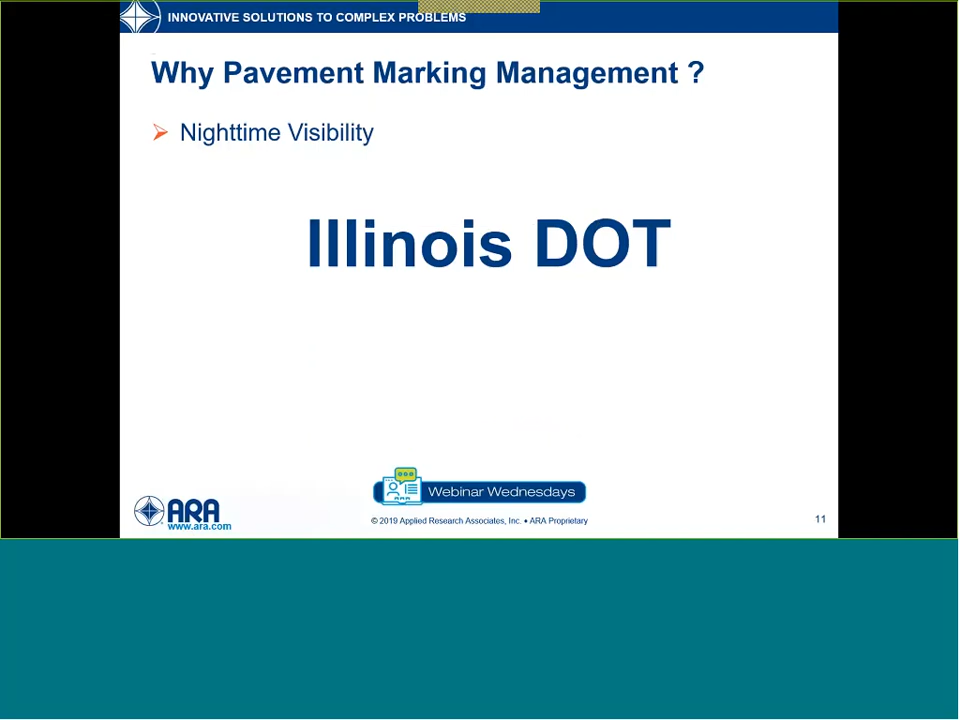 INNOVATIVE SOLUTIONS TO COMPLEX PROBLEMS
Why Pavement Marking Management ?
Nighttime Visibility
Illinois DOT
Webinar Wednesdays
ARA
www.ara.com
© 2019 Applied Research Associates, Inc. • ARA Proprietary
11